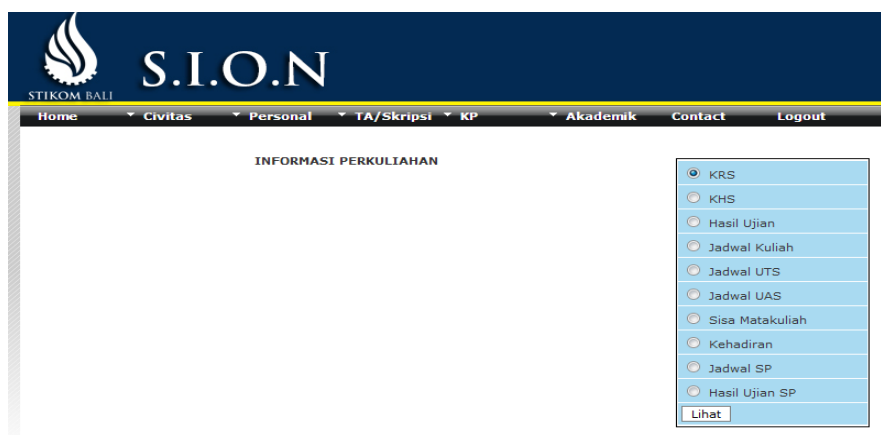 STIKOM BALI
S.I.O.N
Home Civitas Personal TA/Skripsi KP Akademik Contact Logout
INFORMASI PERKULIAHAN
KRS
KHS
Hasil Ujian
Jadwal Kuliah
Jadwal UTS
Jadwal UAS
Sisa Matakuliah
Kehadiran
Jadwal SP
Hasil Ujian SP
Lihat